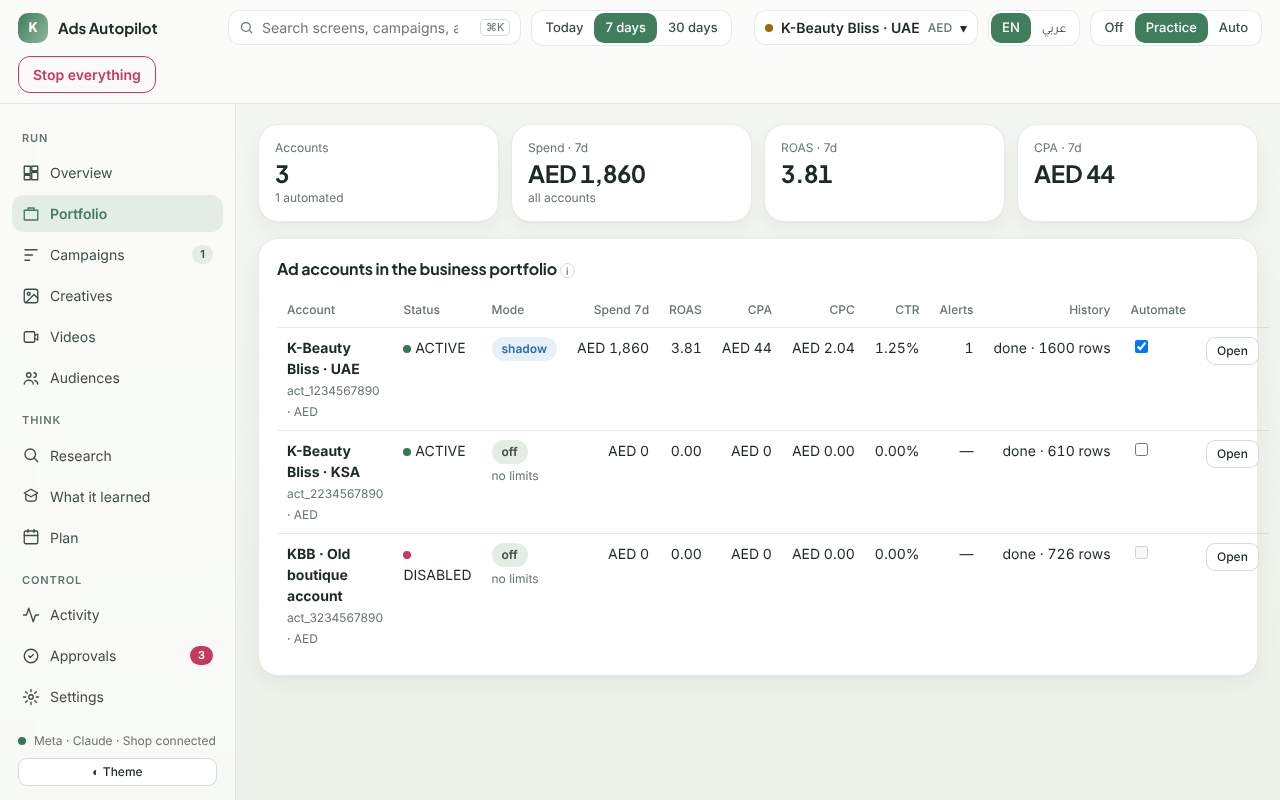 K Ads Autopilot
Search screens, campaigns, a ⌘K
Today 7 days 30 days
K-Beauty Bliss · UAE AED ▾
EN عربي
Off Practice Auto
Stop everything
RUN
Overview
Portfolio
Campaigns 1
Creatives
Videos
Audiences
THINK
Research
What it learned
Plan
CONTROL
Activity
Approvals 3
Settings
Meta · Claude · Shop connected
Theme
Accounts
3
1 automated
Spend · 7d
AED 1,860
all accounts
ROAS · 7d
3.81
CPA · 7d
AED 44
Ad accounts in the business portfolio i
Account Status Mode Spend 7d ROAS CPA CPC CTR Alerts History Automate
K-Beauty ACTIVE shadow AED 1,860 3.81 AED 44 AED 2.04 1.25% 1 done · 1600 rows Open
Bliss · UAE
act_1234567890
· AED
K-Beauty ACTIVE off AED 0 0.00 AED 0 AED 0.00 0.00% — done · 610 rows Open
Bliss · KSA no limits
act_2234567890
· AED
KBB · Old off AED 0 0.00 AED 0 AED 0.00 0.00% — done · 726 rows Open
boutique DISABLED no limits
account
act_3234567890
· AED